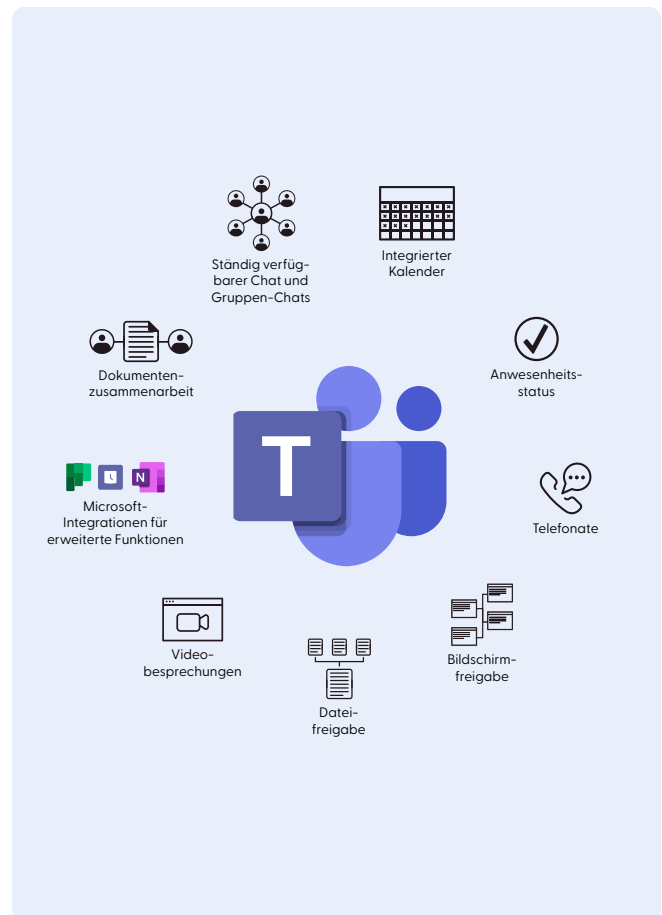 Ständig verfüg-
barer Chat und
Gruppen-Chats
Integrierter
Kalender
Dokumenten-
zusammenarbeit
Anwesenheits-
status
T
N
Microsoft-
Integrationen für
erweiterte Funktionen
Telefonate
Video-
besprechungen
Bildschirm-
freigabe
Datei-
freigabe